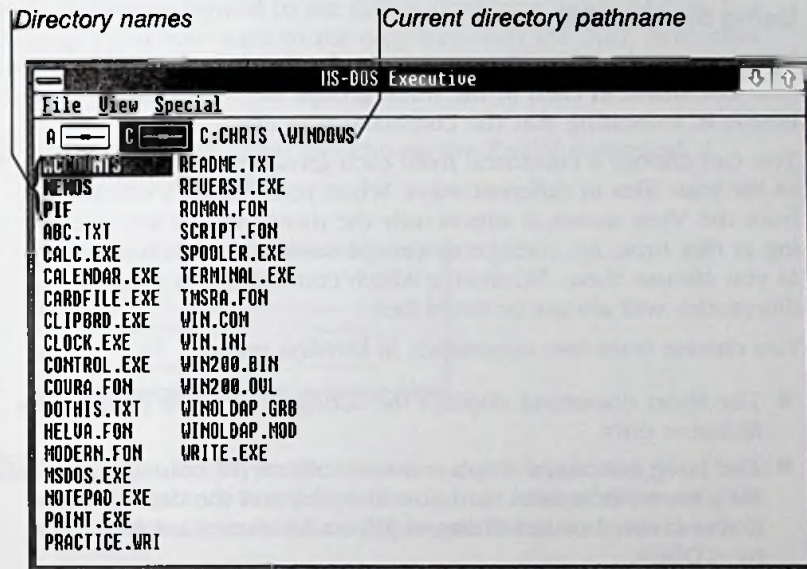 Directory names
Current directory pathname
MS-DOS Executive
File View Special
A C C:CHRIS \WINDOWS
README.TXT
MEMOS REVERSI.EXE
PIF ROMAN.FON
ABC.TXT SCRIPT.FON
CALC.EXE SPOOLER.EXE
CALENDAR.EXE TERMINAL.EXE
CARDFILE.EXE TMSRA.FON
CLIPBRD.EXE WIN.COM
CLOCK.EXE WIN.INI
CONTROL.EXE WIN200.BIN
COURA.FON WIN200.OVL
DOTHIS.TXT WINOLDAP.GRB
HELVA.FON WINOLDAP.MOD
MODERN.FON WRITE.EXE
MSDOS.EXE
NOTEPAD.EXE
PAINT.EXE
PRACTICE.WRI